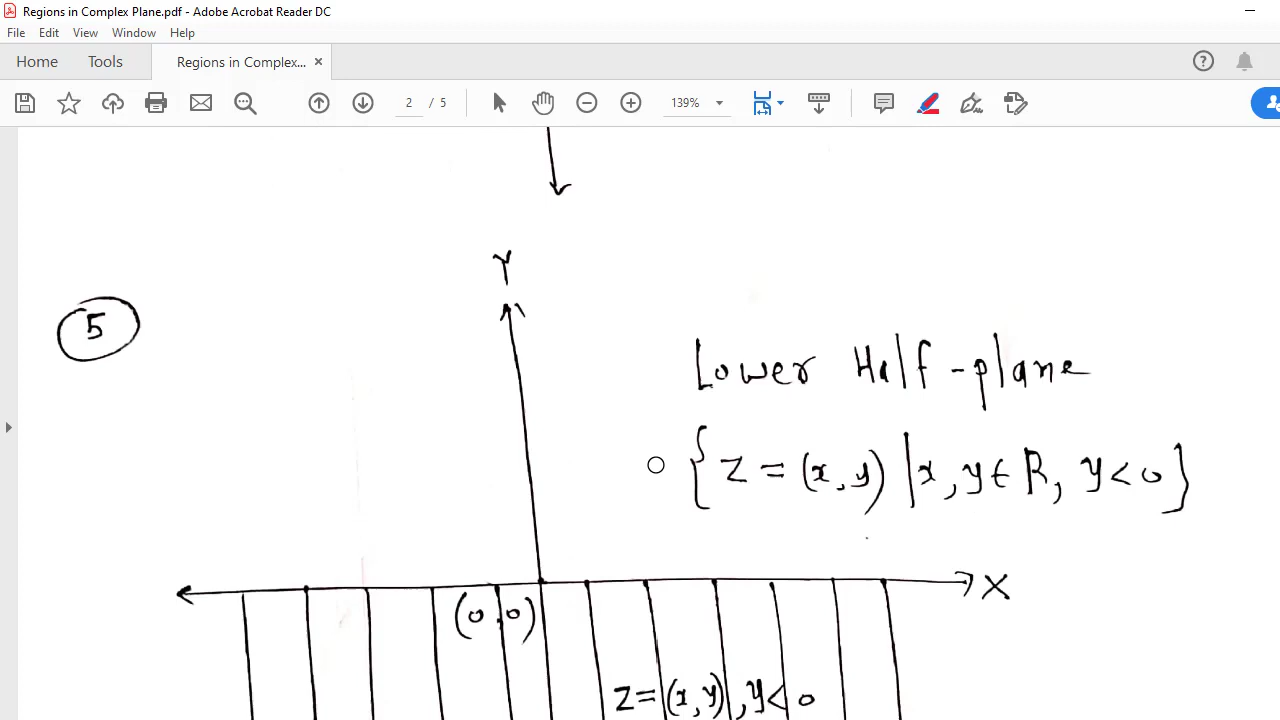 Regions in Complex Plane.pdf - Adobe Acrobat Reader DC
File Edit View Window Help
Home Tools Regions in Complex... ×
2 / 5 139%
Y
5
Lower Half-plane
{z = (x, y) | x, y ∈ R, y < 0}
X
(0,0)
z = (x, y), y < 0